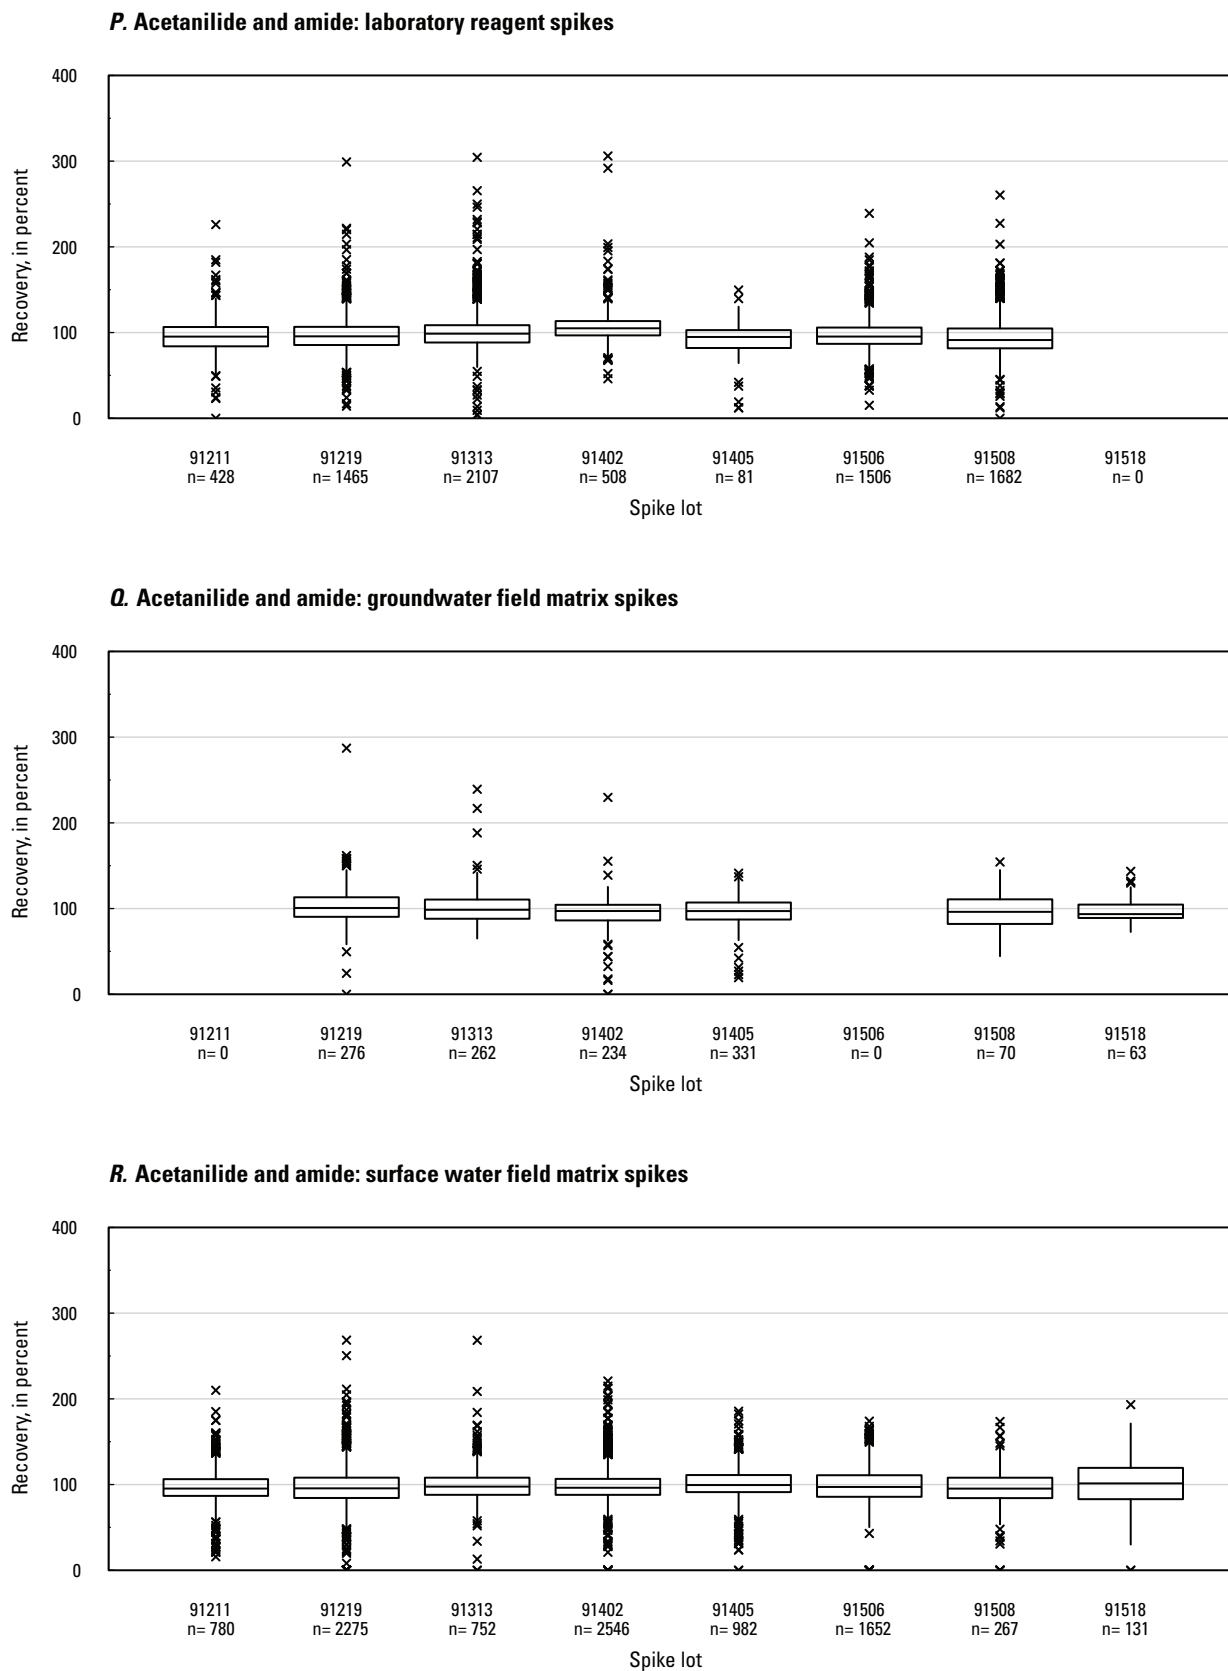 P. Acetanilide and amide: laboratory reagent spikes
400
300
200
100
0
Recovery, in percent
91211 91219 91313 91402 91405 91506 91508 91518
n= 428 n= 1465 n= 2107 n= 508 n= 81 n= 1506 n= 1682 n= 0
Spike lot
Q. Acetanilide and amide: groundwater field matrix spikes
400
300
200
100
0
Recovery, in percent
91211 91219 91313 91402 91405 91506 91508 91518
n= 0 n= 276 n= 262 n= 234 n= 331 n= 0 n= 70 n= 63
Spike lot
R. Acetanilide and amide: surface water field matrix spikes
400
300
200
100
0
Recovery, in percent
91211 91219 91313 91402 91405 91506 91508 91518
n= 780 n= 2275 n= 752 n= 2546 n= 982 n= 1652 n= 267 n= 131
Spike lot